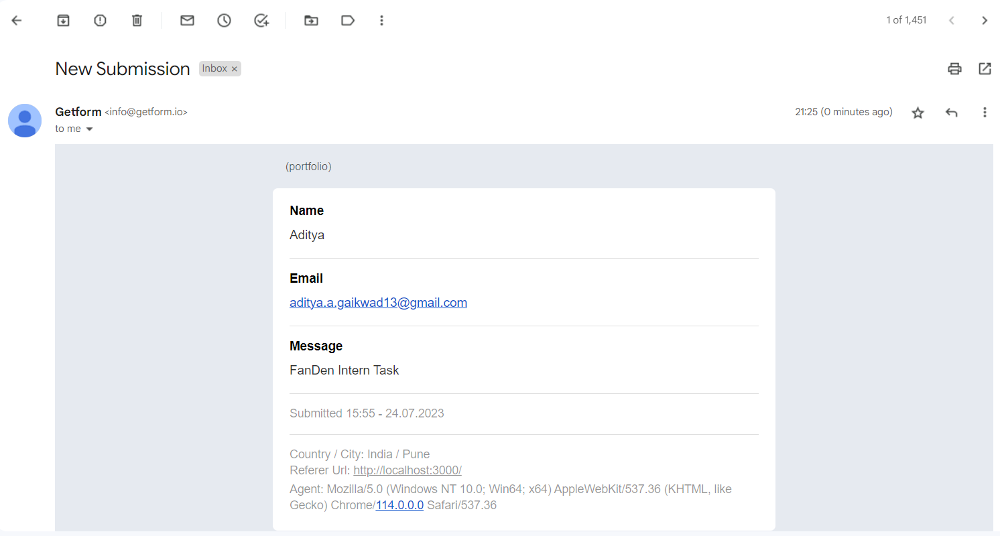 1 of 1,451
New Submission Inbox ×
Getform <info@getform.io> 21:25 (0 minutes ago)
to me
(portfolio)
Name
Aditya
Email
aditya.a.gaikwad13@gmail.com
Message
FanDen Intern Task
Submitted 15:55 - 24.07.2023
Country / City: India / Pune
Referer Url: http://localhost:3000/
Agent: Mozilla/5.0 (Windows NT 10.0; Win64; x64) AppleWebKit/537.36 (KHTML, like
Gecko) Chrome/114.0.0.0 Safari/537.36